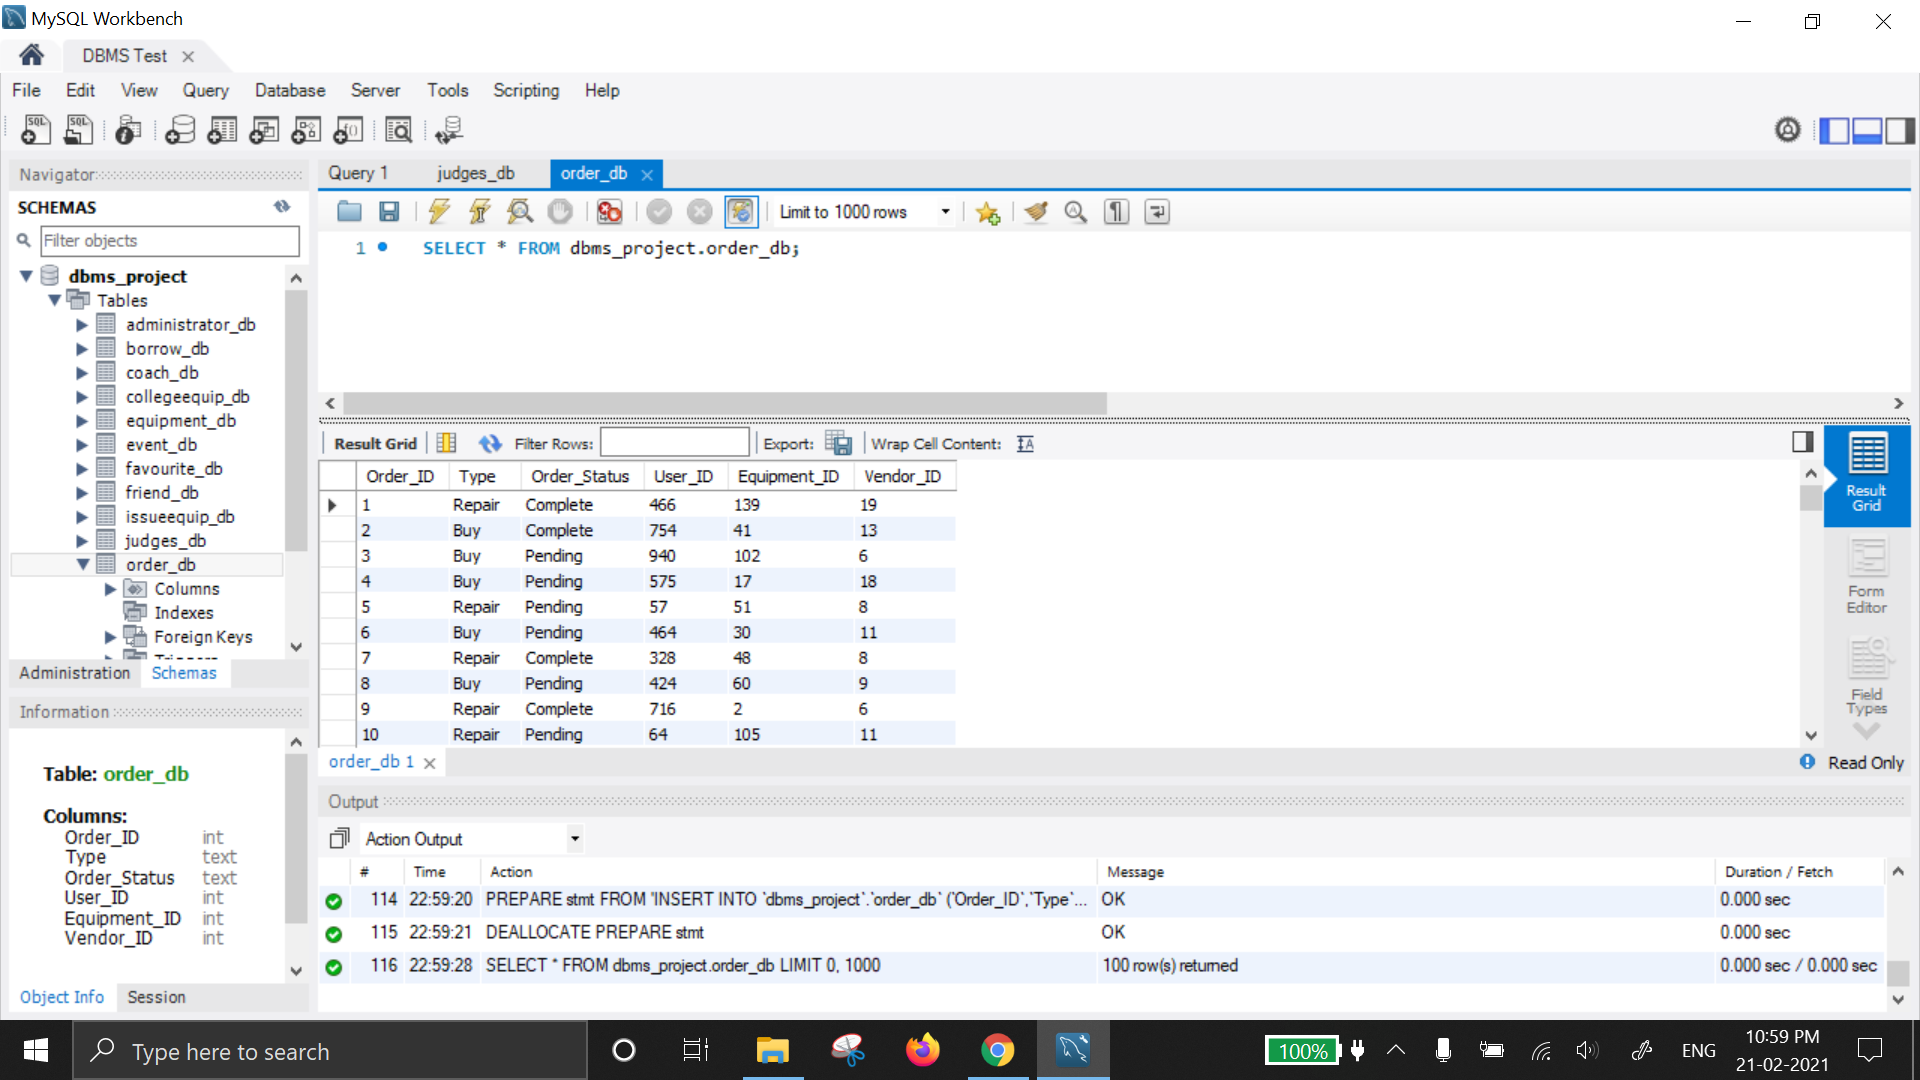 MySQL Workbench
DBMS Test
File Edit View Query Database Server Tools Scripting Help
Navigator
SCHEMAS
Filter objects
dbms_project
Tables
administrator_db
borrow_db
coach_db
collegeequip_db
equipment_db
event_db
favourite_db
friend_db
issueequip_db
judges_db
order_db
Columns
Indexes
Foreign Keys
Administration Schemas
Information
Table: order_db
Columns:
Order_ID int
Type text
Order_Status text
User_ID int
Equipment_ID int
Vendor_ID int
Object Info Session
Query 1 judges_db order_db
Limit to 1000 rows
1 SELECT * FROM dbms_project.order_db;
Result Grid Filter Rows: Export: Wrap Cell Content:
Order_ID Type Order_Status User_ID Equipment_ID Vendor_ID
1 Repair Complete 466 139 19
2 Buy Complete 754 41 13
3 Buy Pending 940 102 6
4 Buy Pending 575 17 18
5 Repair Pending 57 51 8
6 Buy Pending 464 30 11
7 Repair Complete 328 48 8
8 Buy Pending 424 60 9
9 Repair Complete 716 2 6
10 Repair Pending 64 105 11
Result
Grid
Form
Editor
Field
Types
order_db 1
Read Only
Output
Action Output
# Time Action Message Duration / Fetch
114 22:59:20 PREPARE stmt FROM 'INSERT INTO `dbms_project`.`order_db` (`Order_ID`,`Type`... OK 0.000 sec
115 22:59:21 DEALLOCATE PREPARE stmt OK 0.000 sec
116 22:59:28 SELECT * FROM dbms_project.order_db LIMIT 0, 1000 100 row(s) returned 0.000 sec / 0.000 sec
Type here to search
100%
ENG
10:59 PM
21-02-2021